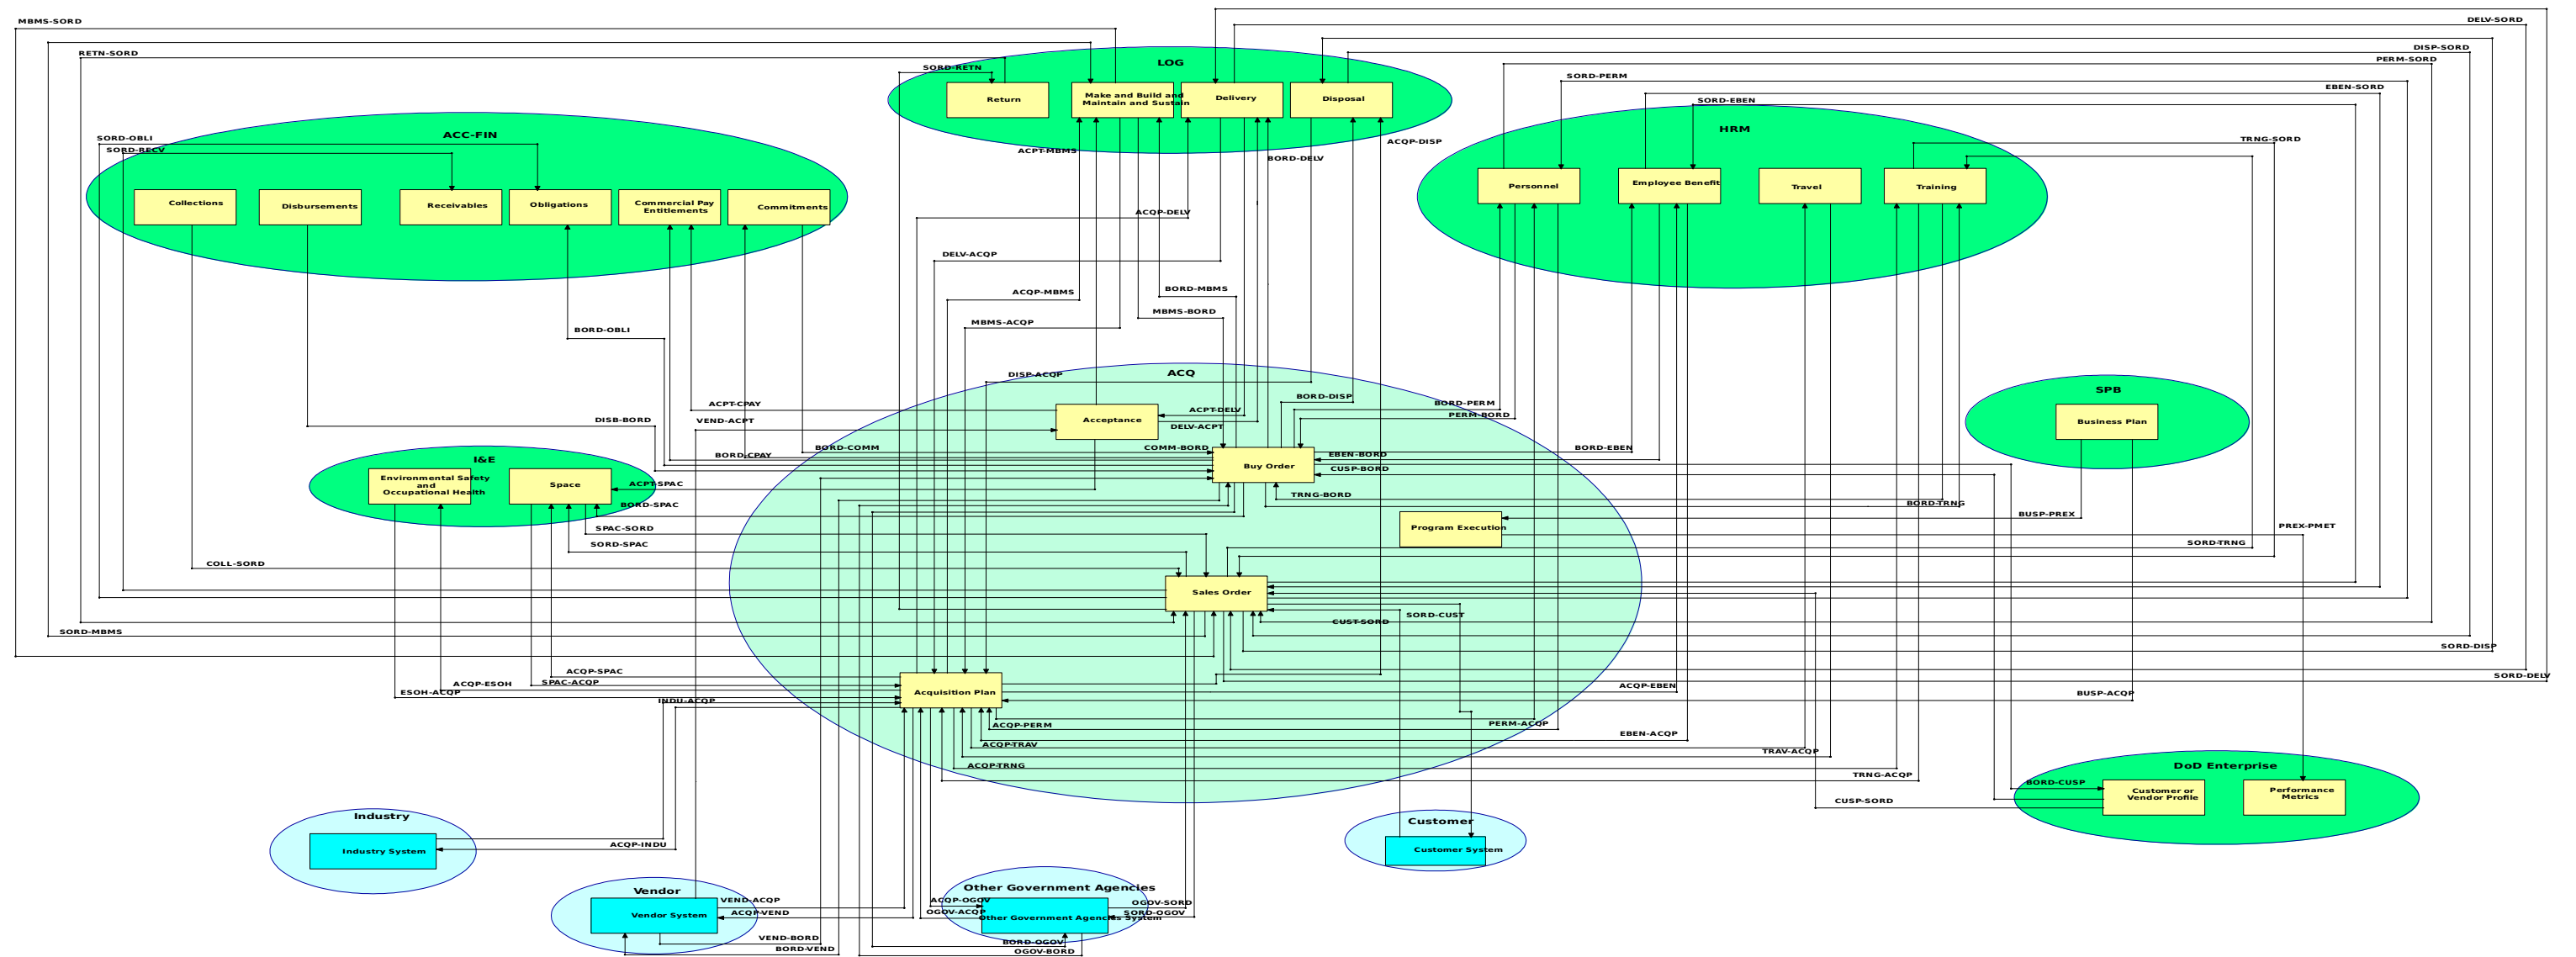 MBMS-SORD
DELV-SORD
RETN-SORD
DISP-SORD
PERM-SORD
LOG
SORD-RETN
SORD-PERM
EBEN-SORD
Return
Make and Build and
Maintain and Sustain
Delivery
Disposal
SORD-EBEN
HRM
ACC-FIN
SORD-OBLI
SORD-RECV
ACQP-DISP
TRNG-SORD
ACPT-MBMS
BORD-DELV
Personnel
Employee Benefit
Travel
Training
Collections
Disbursements
Receivables
Obligations
Commercial Pay
Entitlements
Commitments
ACQP-DELV
DELV-ACQP
ACQP-MBMS
BORD-MBMS
MBMS-BORD
MBMS-ACQP
BORD-OBLI
ACQ
DISP-ACQP
SPB
BORD-DISP
ACPT-CPAY
ACPT-DELV
BORD-PERM
PERM-BORD
DISB-BORD
VEND-ACPT
Acceptance
DELV-ACPT
Business Plan
BORD-COMM
COMM-BORD
BORD-EBEN
BORD-CPAY
EBEN-BORD
I&E
Buy Order
CUSP-BORD
Environmental Safety
and
Occupational Health
Space
ACPT-SPAC
TRNG-BORD
BORD-SPAC
BORD-TRNG
BUSP-PREX
SPAC-SORD
Program Execution
PREX-PMET
SORD-SPAC
SORD-TRNG
COLL-SORD
Sales Order
SORD-CUST
CUST-SORD
SORD-MBMS
SORD-DISP
ACQP-SPAC
SORD-DELV
ACQP-ESOH
SPAC-ACQP
ACQP-EBEN
ESOH-ACQP
Acquisition Plan
BUSP-ACQP
INDU-ACQP
ACQP-PERM
PERM-ACQP
EBEN-ACQP
ACQP-TRAV
TRAV-ACQP
ACQP-TRNG
TRNG-ACQP
DoD Enterprise
BORD-CUSP
Customer or
Vendor Profile
Performance
Metrics
CUSP-SORD
Industry
Customer
ACQP-INDU
Industry System
Customer System
Vendor
Other Government Agencies
VEND-ACQP
ACQP-OGOV
OGOV-SORD
ACQP-VEND
OGOV-ACQP
SORD-OGOV
Vendor System
Other Government Agencies System
VEND-BORD
BORD-OGOV
BORD-VEND
OGOV-BORD